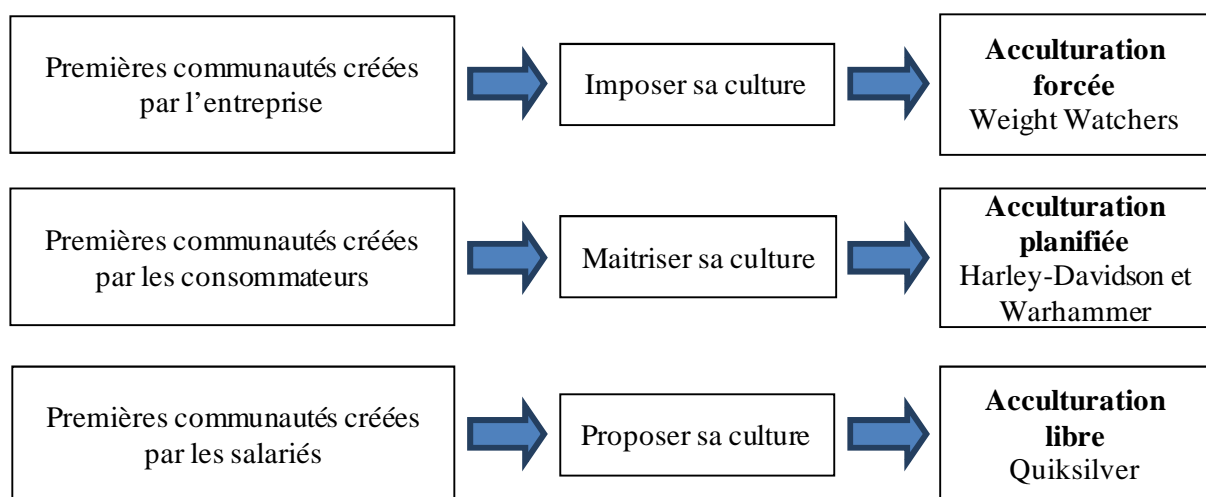 Premières communautés créées
par l'entreprise
Imposer sa culture
Acculturation
forcée
Weight Watchers
Premières communautés créées
par les consommateurs
Maitriser sa culture
Acculturation
planifiée
Harley-Davidson et
Warhammer
Premières communautés créées
par les salariés
Proposer sa culture
Acculturation
libre
Quiksilver